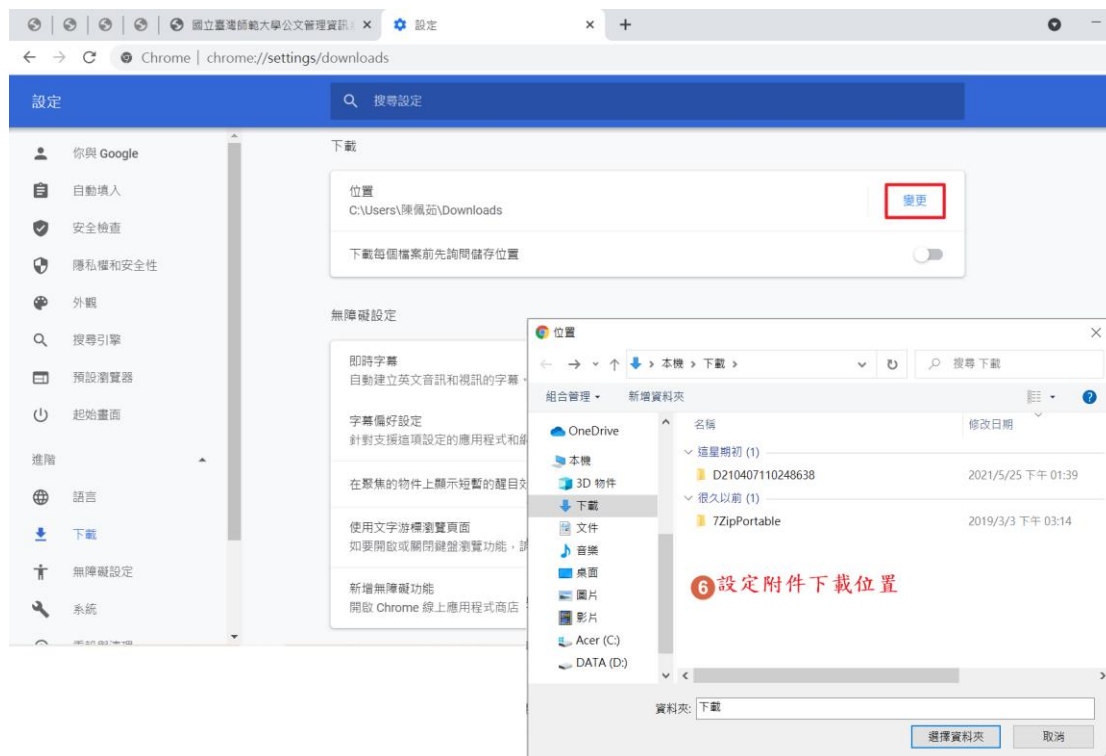 國立臺灣師範大學公文管理資訊
設定
Chrome | chrome://settings/downloads
設定
搜尋設定
你與 Google
自動填入
安全檢查
隱私權和安全性
外觀
搜尋引擎
預設瀏覽器
起始畫面
進階
語言
下載
無障礙設定
系統
下載
位置
C:\Users\陳佩茹\Downloads
變更
下載每個檔案前先詢問儲存位置
無障礙設定
即時字幕
自動建立英文音訊和視訊的字幕。
字幕偏好設定
針對支援這項設定的應用程式和
在聚焦的物件上顯示短暫的醒目
使用文字游標瀏覽頁面
如要開啟或關閉鍵盤瀏覽功能，
新增無障礙功能
開啟 Chrome 線上應用程式商店
位置
本機 › 下載 ›
搜尋 下載
組合管理
新增資料夾
OneDrive
本機
3D 物件
下載
文件
音樂
桌面
圖片
影片
Acer (C:)
DATA (D:)
名稱
修改日期
這星期初 (1)
D210407110248638
2021/5/25 下午 01:39
很久以前 (1)
7ZipPortable
2019/3/3 下午 03:14
6設定附件下載位置
資料夾: 下載
選擇資料夾
取消